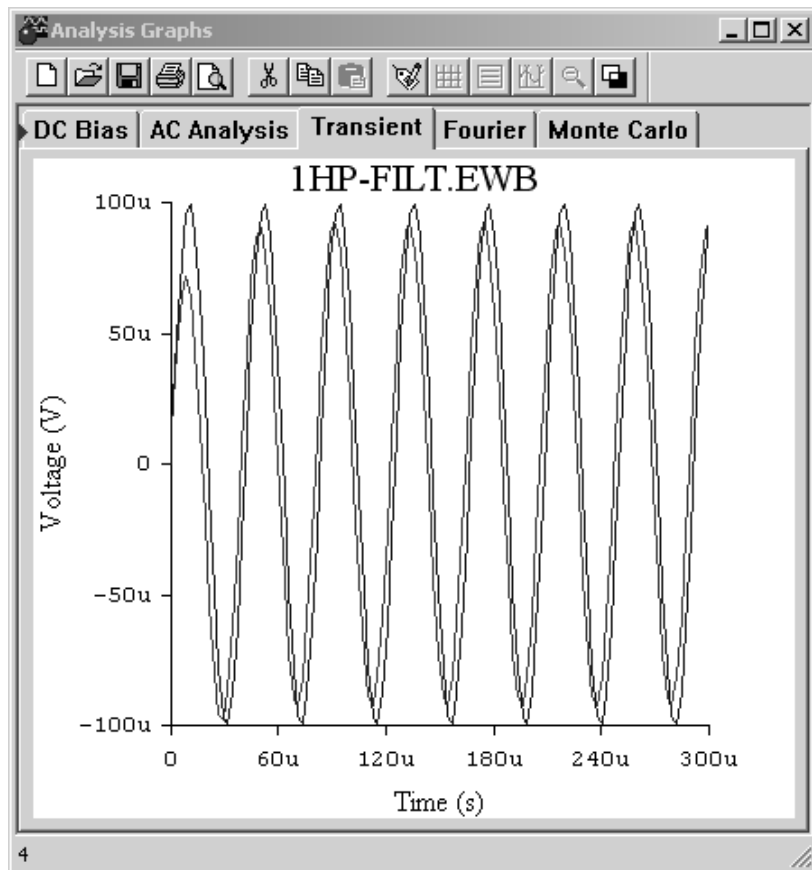 Analysis Graphs
DC Bias AC Analysis Transient Fourier Monte Carlo
1HP-FILT.EWB
100u
50u
0
-50u
-100u
Voltage (V)
0 60u 120u 180u 240u 300u
Time (s)
4